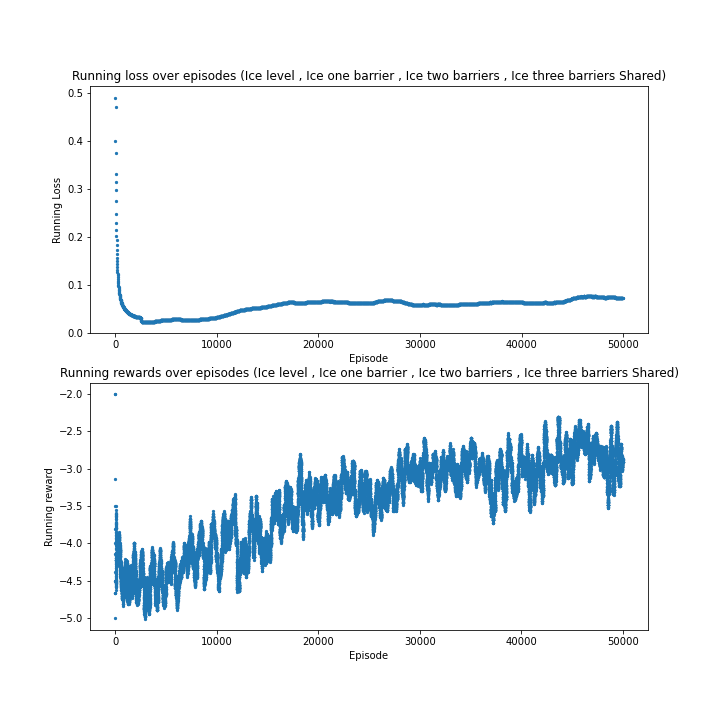 Running loss over episodes (Ice level , Ice one barrier , Ice two barriers , Ice three barriers Shared)
0.5
0.4
0.3
0.2
0.1
0.0
Running Loss
0 10000 20000 30000 40000 50000
Episode
Running rewards over episodes (Ice level , Ice one barrier , Ice two barriers , Ice three barriers Shared)
−2.0
−2.5
−3.0
−3.5
−4.0
−4.5
−5.0
Running reward
0 10000 20000 30000 40000 50000
Episode